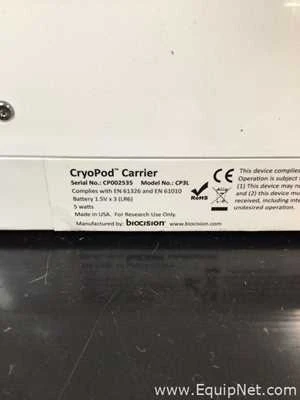 CryoPod™ Carrier
Serial No.: CP002535 Model No.: CP3L
Complies with EN 61326 and EN 61010
Battery 1.5V x 3 (LR6)
5 watts
Made in USA. For Research Use Only.
Manufactured by: biocision® www.biocision.com
RoHS
This device complies
Operation is subject t
(1) This device may not
and (2) this device mus
received, including inter
undesired operation.
www.EquipNet.com